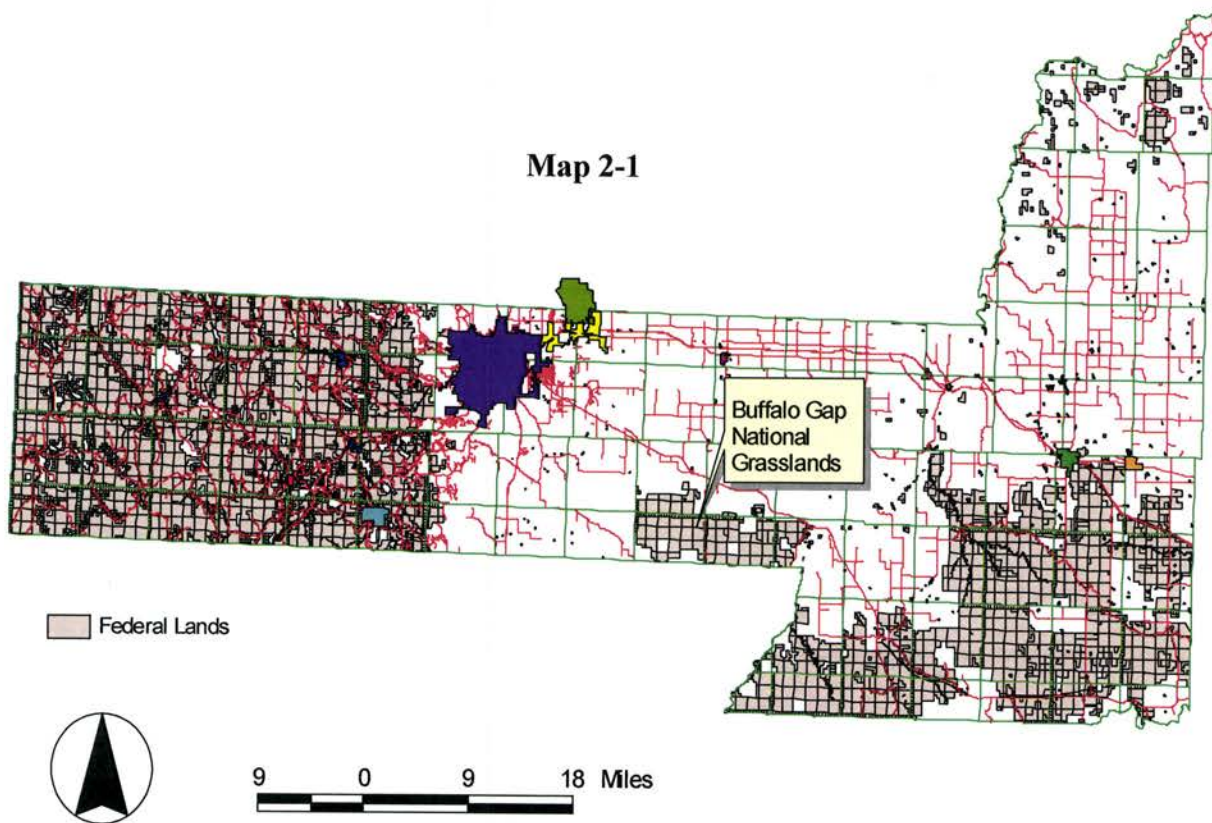 Map 2-1
Buffalo Gap
National
Grasslands
Federal Lands
9 0 9 18 Miles